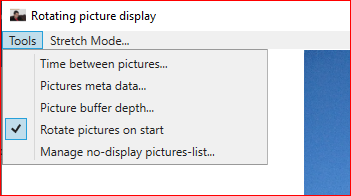 Rotating picture display
Tools Stretch Mode...
Time between pictures...
Pictures meta data...
Picture buffer depth...
Rotate pictures on start
Manage no-display pictures-list...